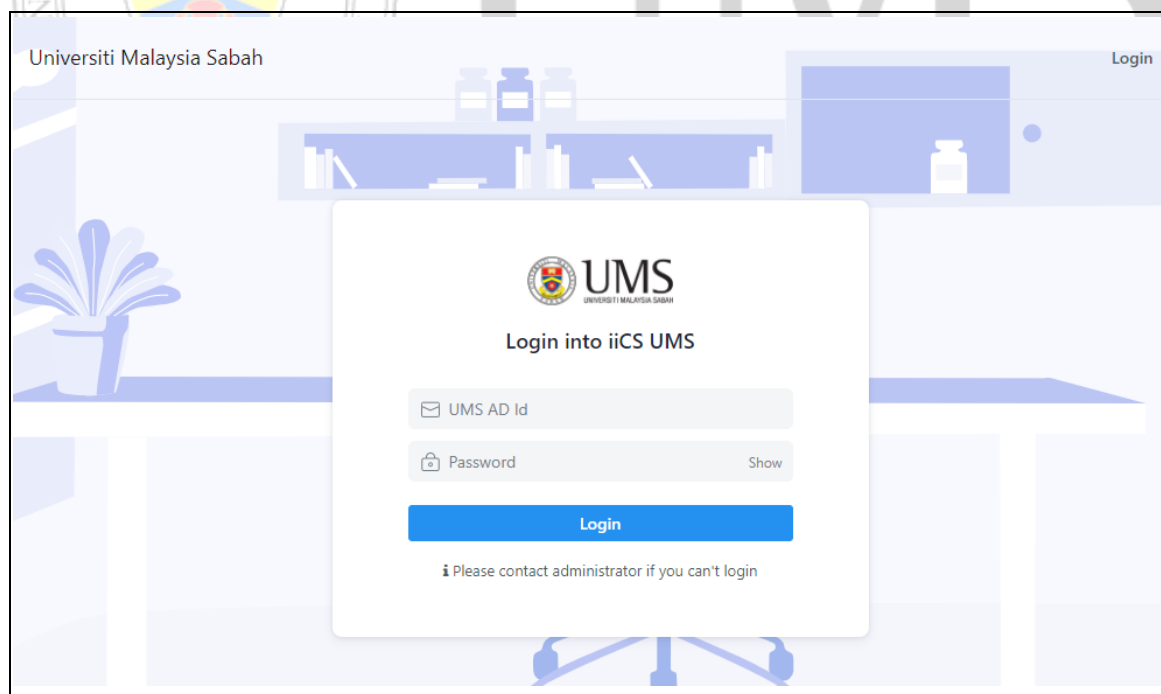 Universiti Malaysia Sabah
Login
UMS
UNIVERSITI MALAYSIA SABAH
Login into iiCS UMS
UMS AD Id
Password
Show
Login
Please contact administrator if you can't login